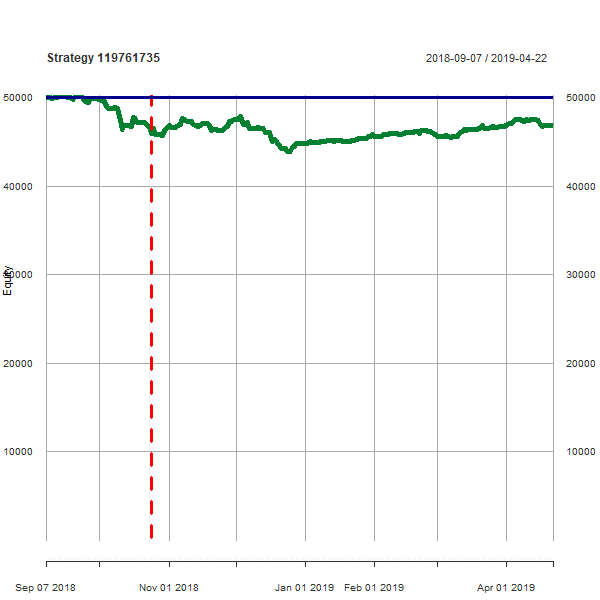 Strategy 119761735 2018-09-07 / 2019-04-22
50000 50000
40000 40000
Equity
30000 30000
20000 20000
10000 10000
Sep 07 2018 Nov 01 2018 Jan 01 2019 Feb 01 2019 Apr 01 2019